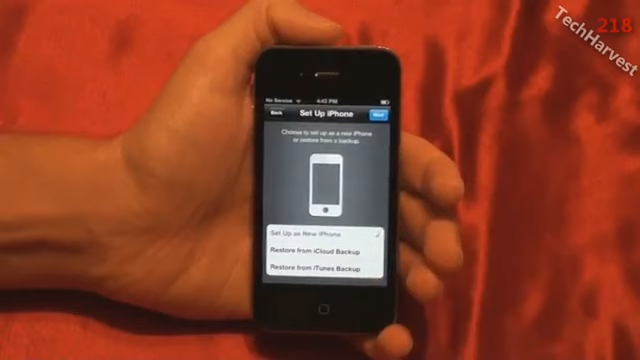 218
TechHarvest
No Service 4:42 PM
Back Set Up iPhone Next
Choose to set up as a new iPhone
or restore from a backup.
Set Up as New iPhone
Restore from iCloud Backup
Restore from iTunes Backup